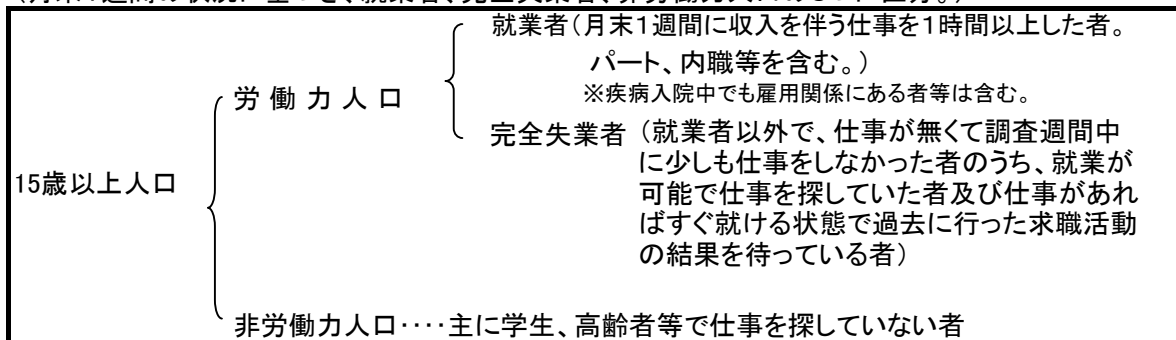 就業者(月末1週間に収入を伴う仕事を1時間以上した者。
パート、内職等を含む。)
※疾病入院中でも雇用関係にある者等は含む。
労働力人口
完全失業者(就業者以外で、仕事が無くて調査週間中
に少しも仕事をしなかった者のうち、就業が
可能で仕事を探していた者及び仕事があれ
ばすぐ就ける状態で過去に行った求職活動
の結果を待っている者)
15歳以上人口
非労働力人口‥‥主に学生、高齢者等で仕事を探していない者